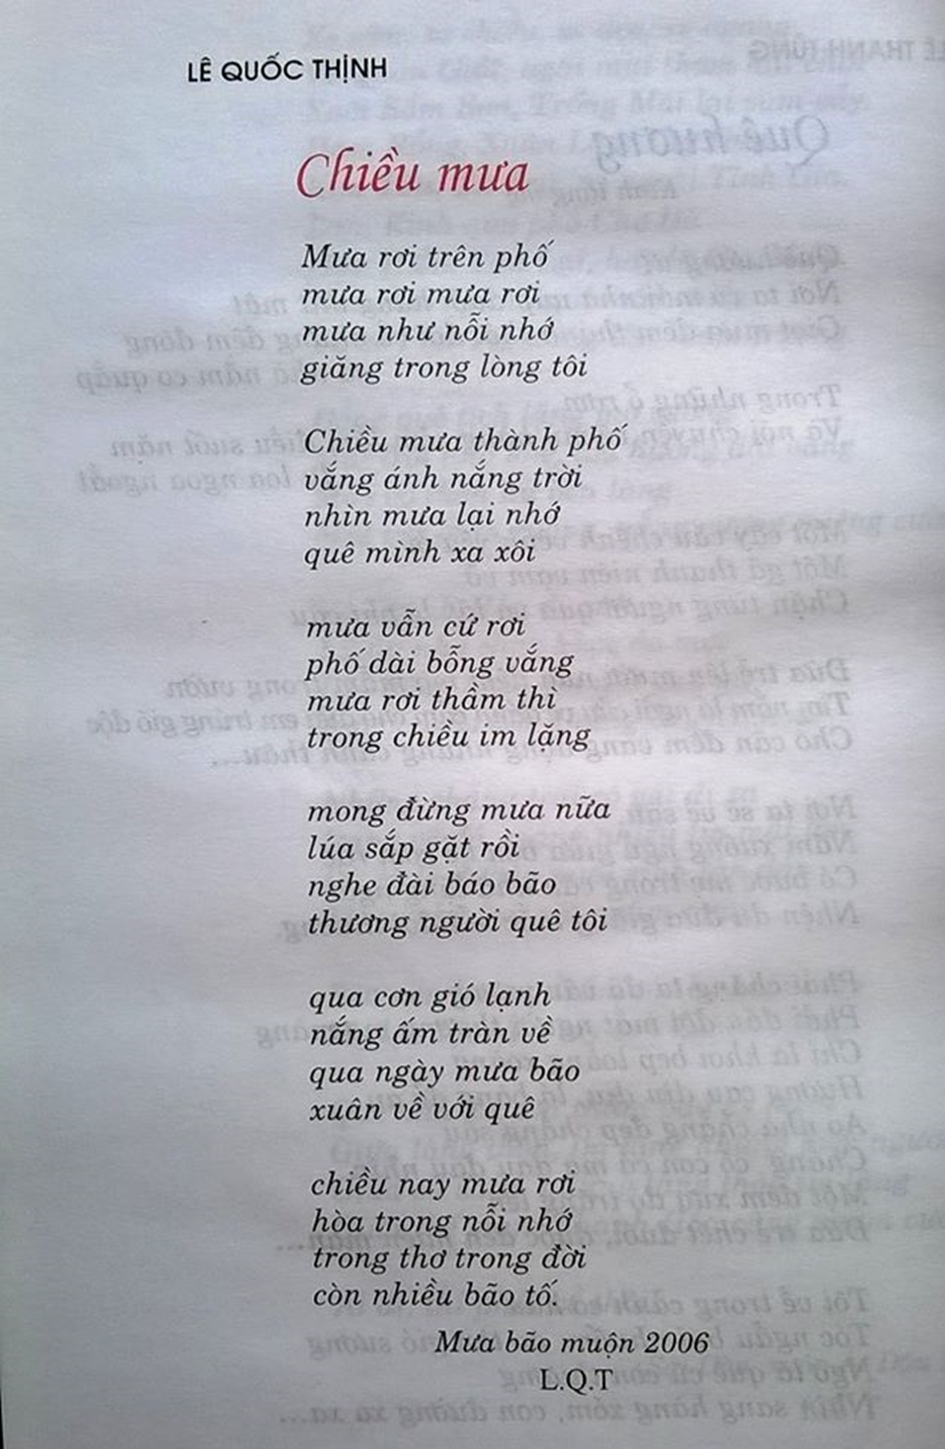 LÊ QUỐC THỊNH
Chiều mưa
Mưa rơi trên phố
mưa rơi mưa rơi
mưa như nỗi nhớ
giăng trong lòng tôi
Chiều mưa thành phố
vắng ánh nắng trời
nhìn mưa lại nhớ
quê mình xa xôi
mưa vẫn cứ rơi
phố dài bỗng vắng
mưa rơi thầm thì
trong chiều im lặng
mong đừng mưa nữa
lúa sắp gặt rồi
nghe đài báo bão
thương người quê tôi
qua cơn gió lạnh
nắng ấm tràn về
qua ngày mưa bão
xuân về với quê
chiều nay mưa rơi
hòa trong nỗi nhớ
trong thơ trong đời
còn nhiều bão tố.
Mưa bão muộn 2006
L.Q.T